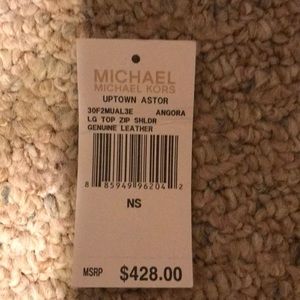 MICHAEL
MICHAEL KORS
UPTOWN ASTOR
30F2MUAL3E ANGORA
LG TOP ZIP SHLDR
GENUINE LEATHER
8 85949 96204 2
NS
MSRP $428.00